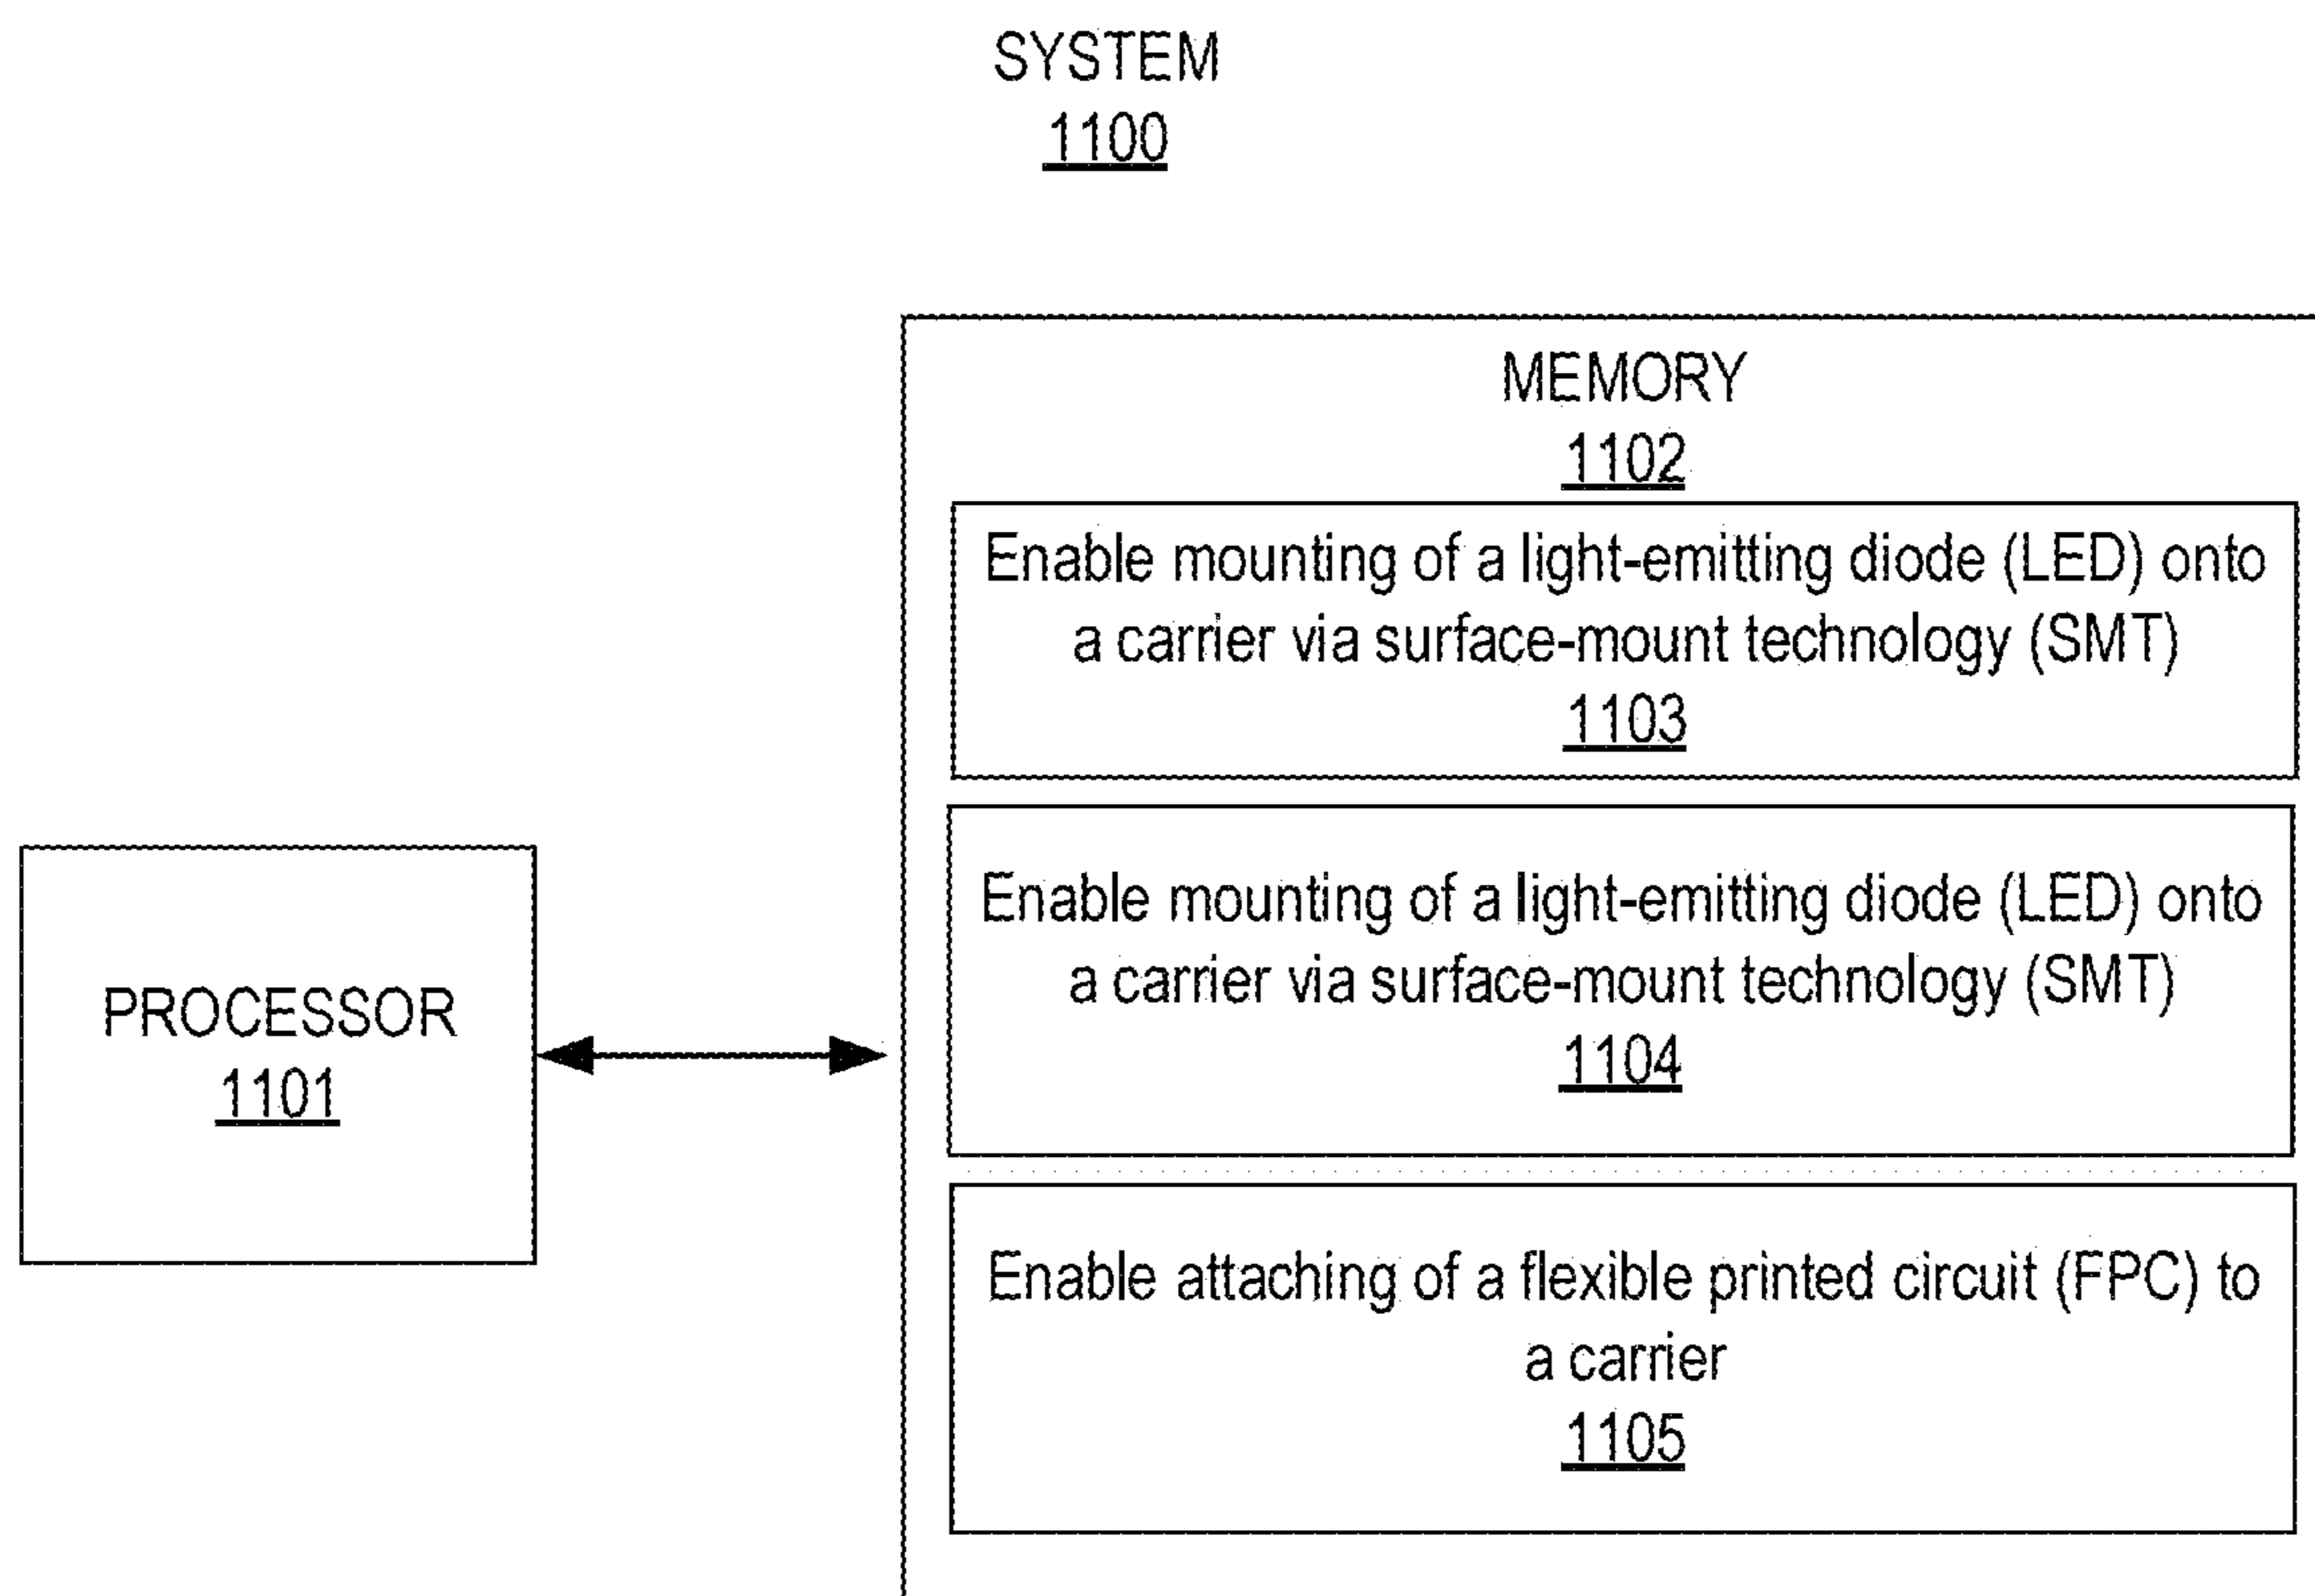 SYSTEM
1100
MEMORY
1102
Enable mounting of a light-emitting diode (LED) onto
a carrier via surface-mount technology (SMT)
1103
Enable mounting of a light-emitting diode (LED) onto
a carrier via surface-mount technology (SMT)
1104
PROCESSOR
1101
Enable attaching of a flexible printed circuit (FPC) to
a carrier
1105